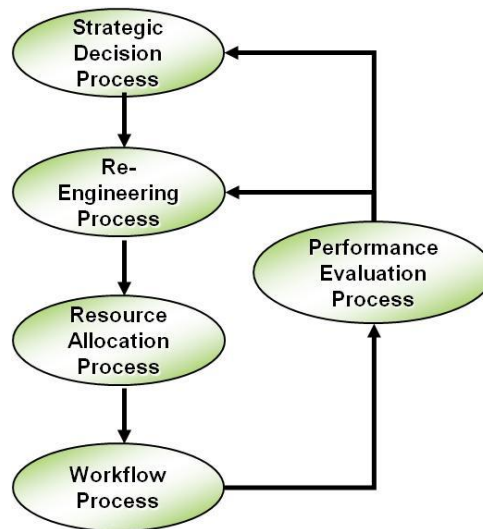 Strategic
Decision
Process
Re-
Engineering
Process
Performance
Evaluation
Process
Resource
Allocation
Process
Workflow
Process